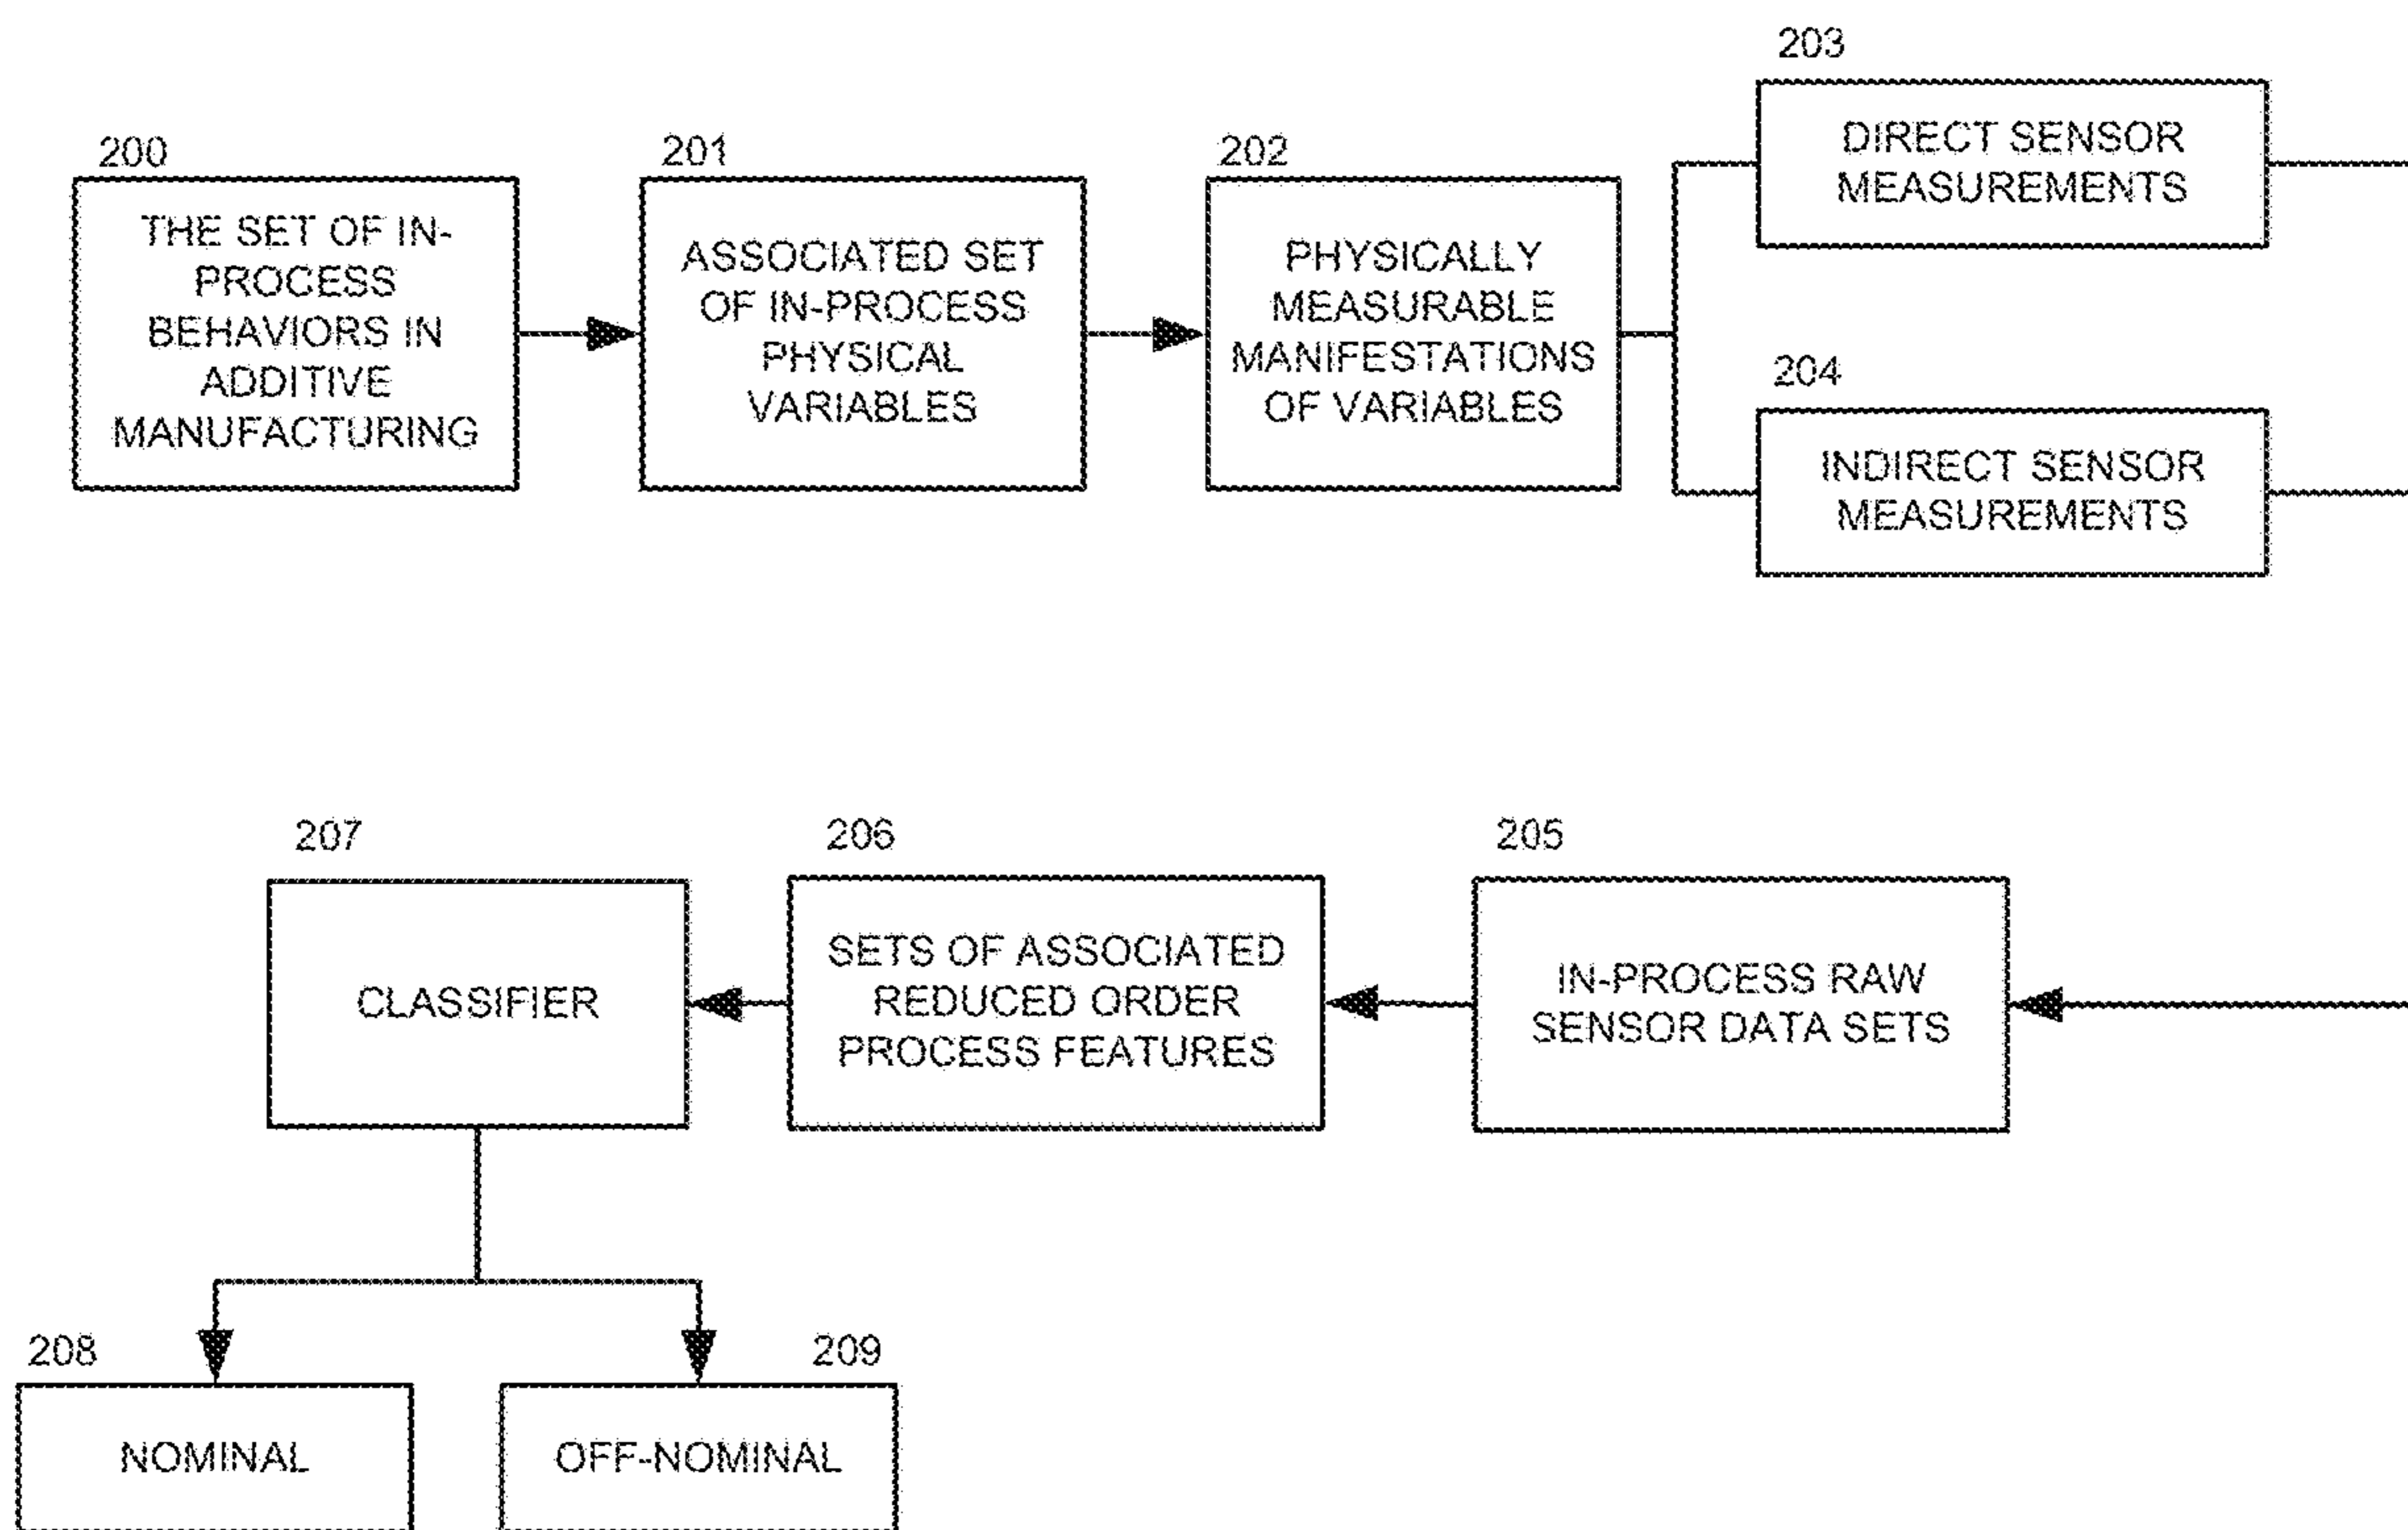 200
THE SET OF IN-
PROCESS
BEHAVIORS IN
ADDITIVE
MANUFACTURING
201
ASSOCIATED SET
OF IN-PROCESS
PHYSICAL
VARIABLES
202
PHYSICALLY
MEASURABLE
MANIFESTATIONS
OF VARIABLES
203
DIRECT SENSOR
MEASUREMENTS
204
INDIRECT SENSOR
MEASUREMENTS
205
IN-PROCESS RAW
SENSOR DATA SETS
206
SETS OF ASSOCIATED
REDUCED ORDER
PROCESS FEATURES
207
CLASSIFIER
208
NOMINAL
209
OFF-NOMINAL